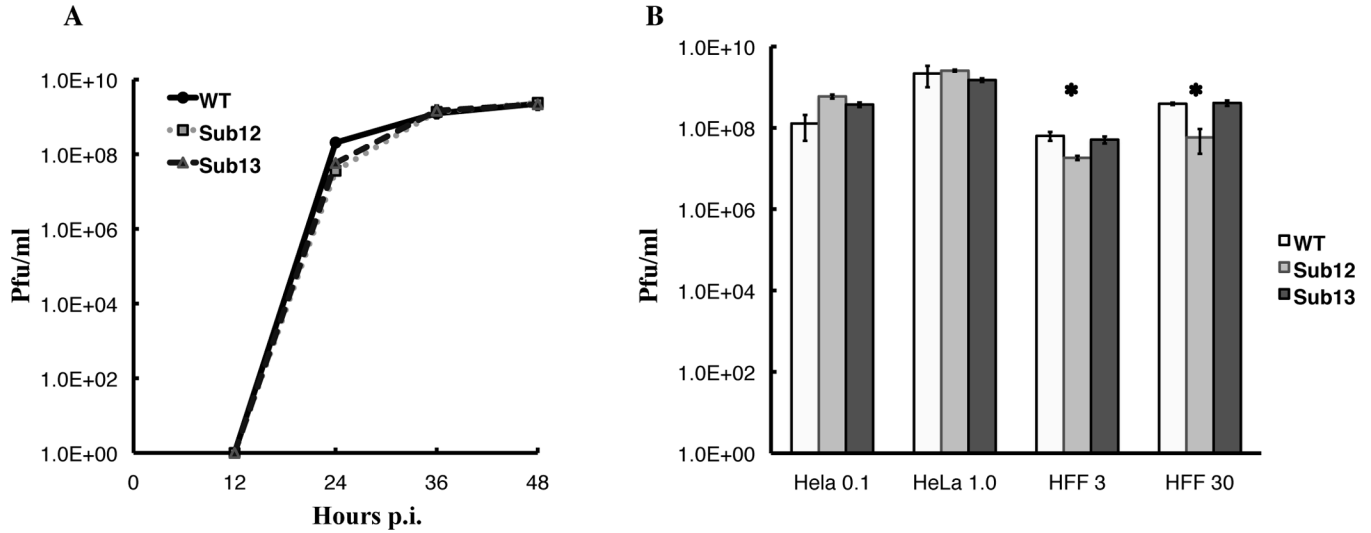 A
1.0E+10
1.0E+08
1.0E+06
1.0E+04
1.0E+02
1.0E+00
Pfu/ml
WT
Sub12
Sub13
0 12 24 36 48
Hours p.i.
B
1.0E+10
1.0E+08
1.0E+06
1.0E+04
1.0E+02
1.0E+00
Pfu/ml
* *
Hela 0.1 HeLa 1.0 HFF 3 HFF 30
WT
Sub12
Sub13